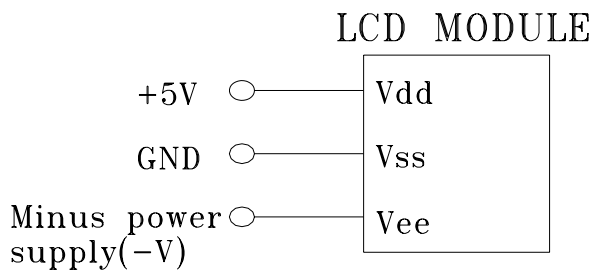 LCD MODULE
+5V
Vdd
GND
Vss
Minus power
supply(-V)
Vee